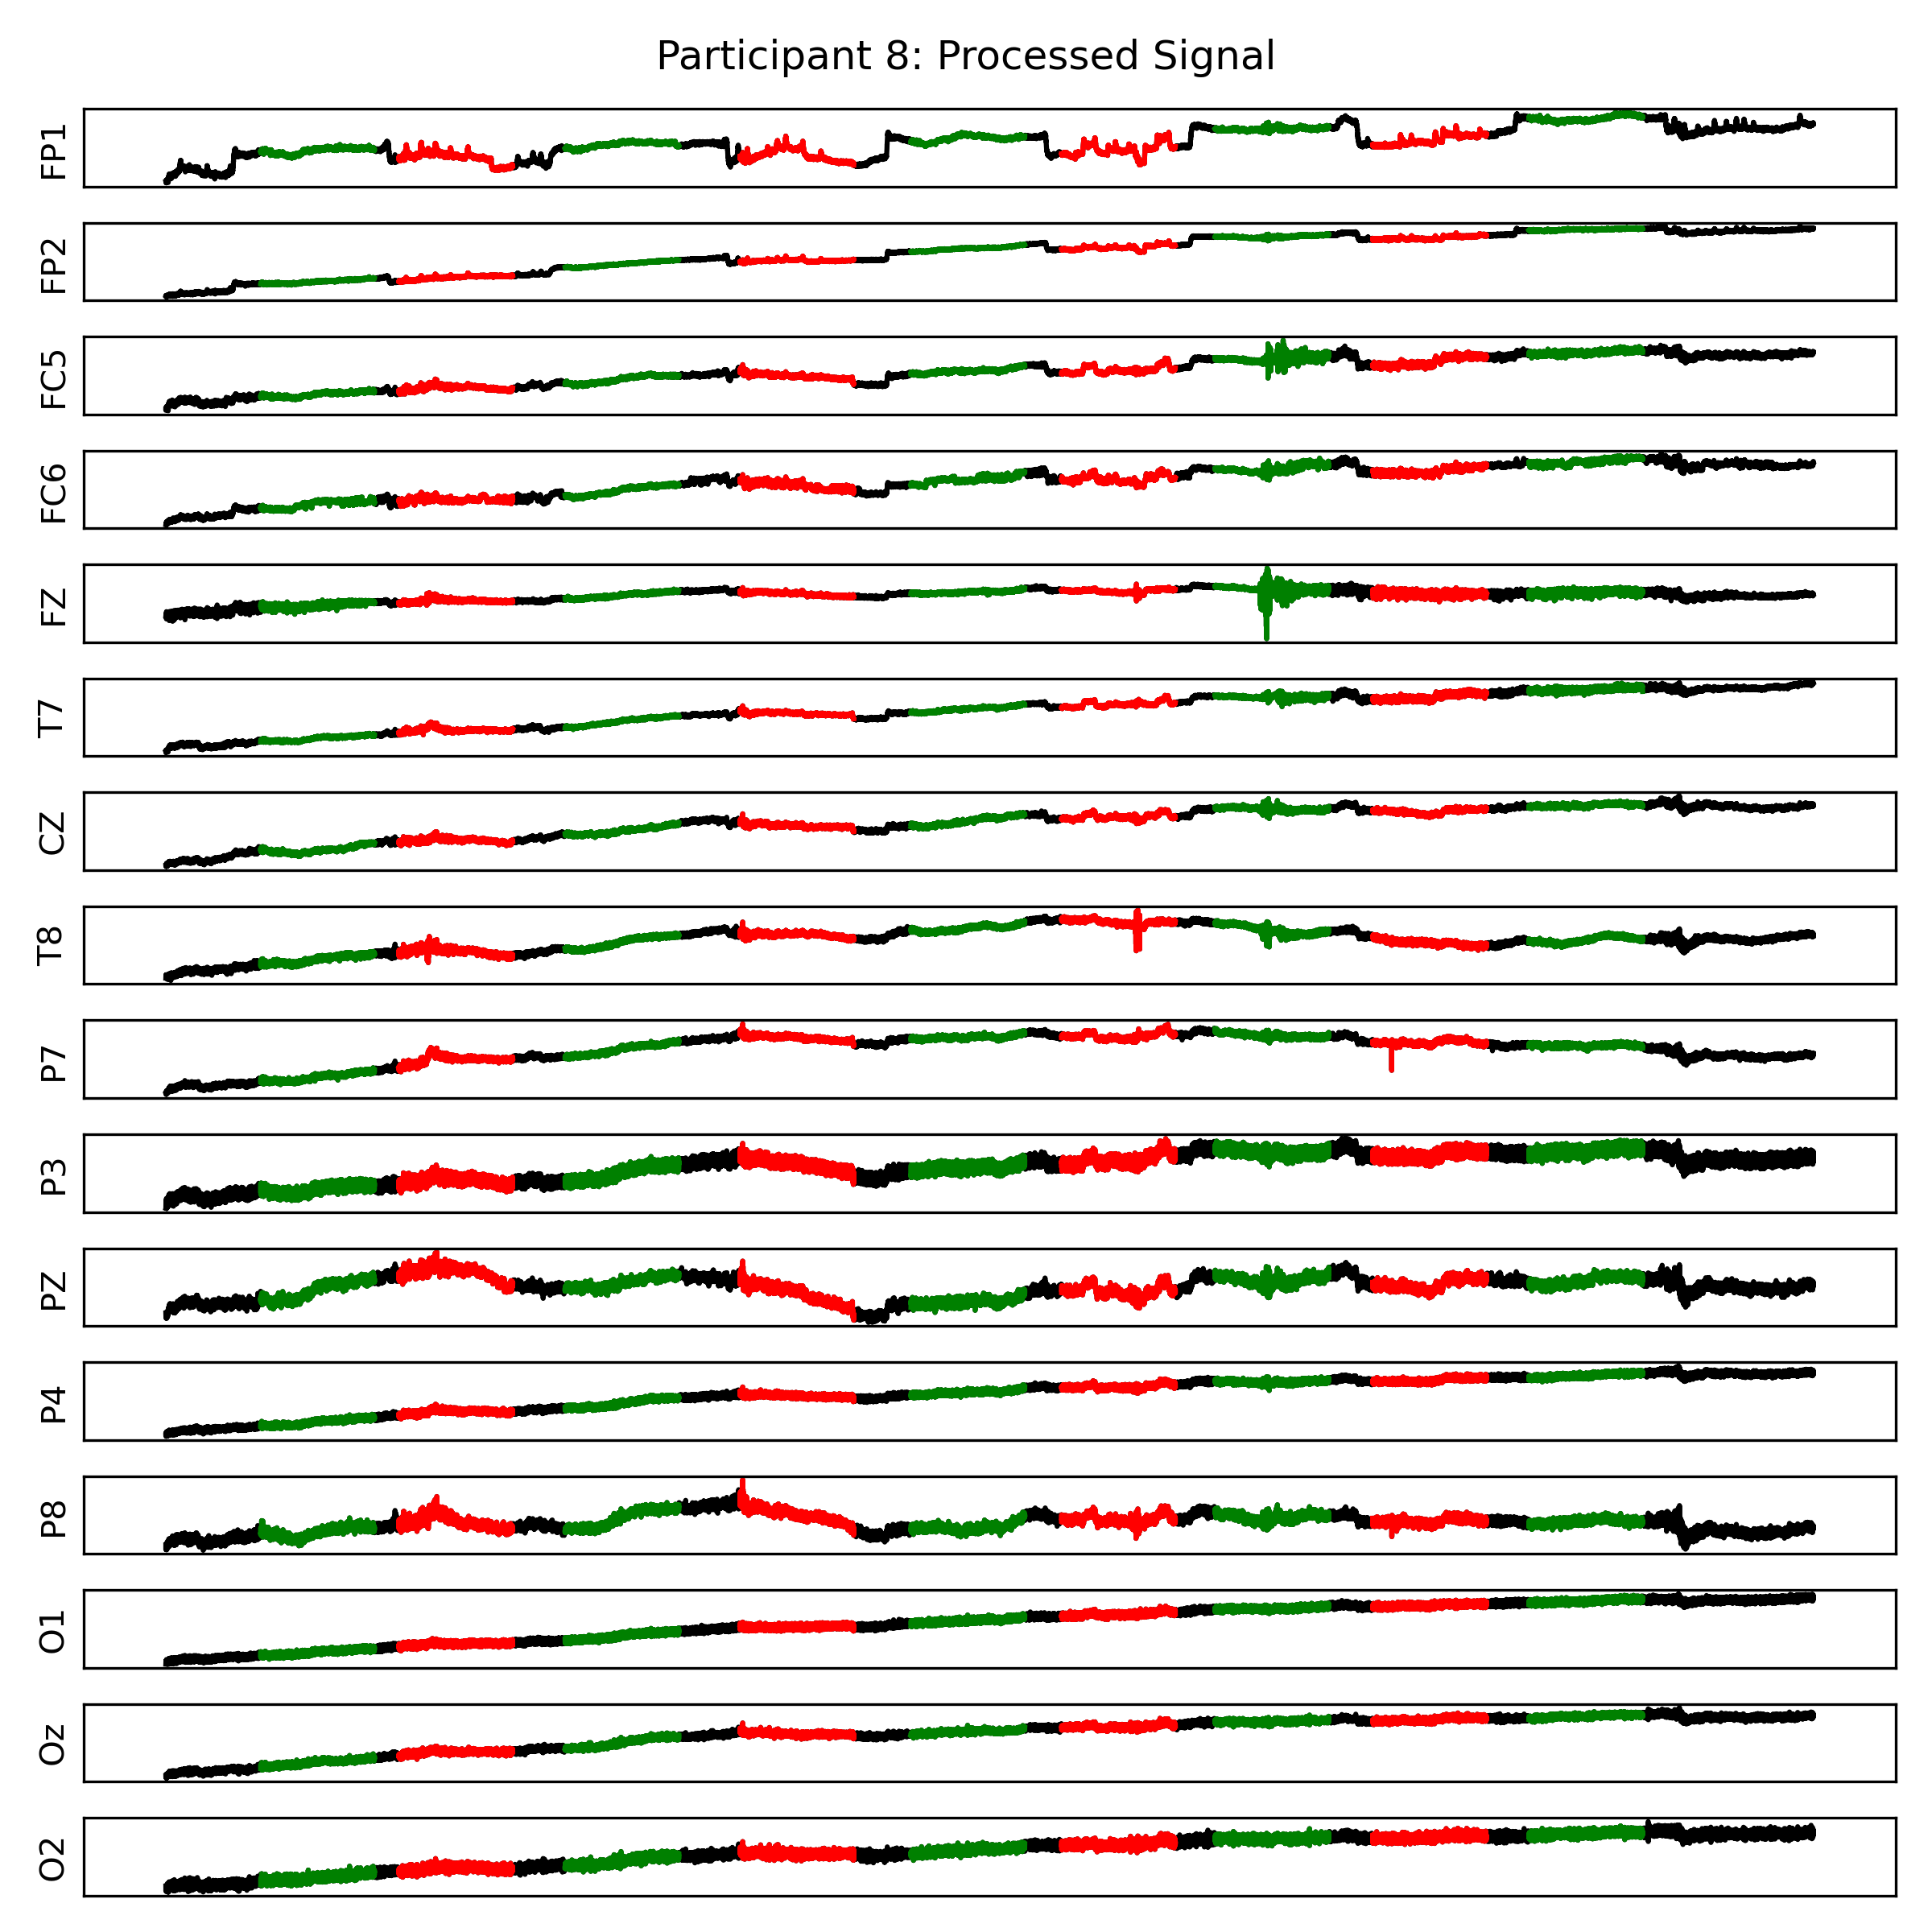 Participant 8: Processed Signal
FP1
FP2
FC5
FC6
FZ
T7
CZ
T8
P7
P3
PZ
P4
P8
O1
Oz
O2